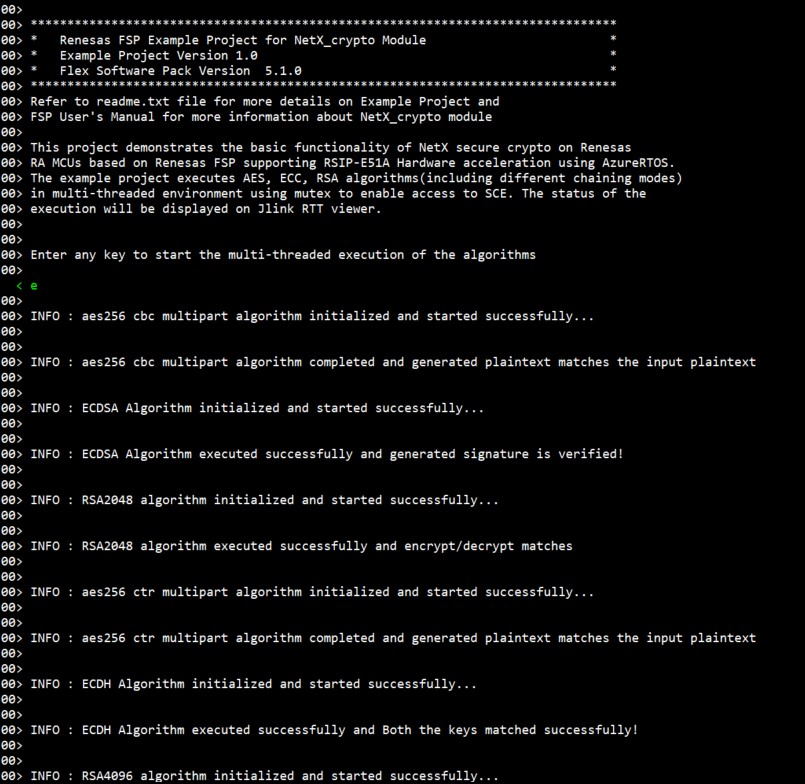 00>
00> ********************************************************************************
00> *   Renesas FSP Example Project for NetX_crypto Module                         *
00> *   Example Project Version 1.0                                                *
00> *   Flex Software Pack Version  5.1.0                                          *
00> ********************************************************************************
00> Refer to readme.txt file for more details on Example Project and
00> FSP User's Manual for more information about NetX_crypto module
00>
00> This project demonstrates the basic functionality of NetX secure crypto on Renesas
00> RA MCUs based on Renesas FSP supporting RSIP-E51A Hardware acceleration using AzureRTOS.
00> The example project executes AES, ECC, RSA algorithms(including different chaining modes)
00> in multi-threaded environment using mutex to enable access to SCE. The status of the
00> execution will be displayed on Jlink RTT viewer.
00>
00>
00> Enter any key to start the multi-threaded execution of the algorithms
00>
< e
00>
00> INFO : aes256 cbc multipart algorithm initialized and started successfully...
00>
00>
00> INFO : aes256 cbc multipart algorithm completed and generated plaintext matches the input plaintext
00>
00>
00> INFO : ECDSA Algorithm initialized and started successfully...
00>
00>
00> INFO : ECDSA Algorithm executed successfully and generated signature is verified!
00>
00>
00> INFO : RSA2048 algorithm initialized and started successfully...
00>
00>
00> INFO : RSA2048 algorithm executed successfully and encrypt/decrypt matches
00>
00>
00> INFO : aes256 ctr multipart algorithm initialized and started successfully...
00>
00>
00> INFO : aes256 ctr multipart algorithm completed and generated plaintext matches the input plaintext
00>
00>
00> INFO : ECDH Algorithm initialized and started successfully...
00>
00>
00> INFO : ECDH Algorithm executed successfully and Both the keys matched successfully!
00>
00>
00> INFO : RSA4096 algorithm initialized and started successfully...